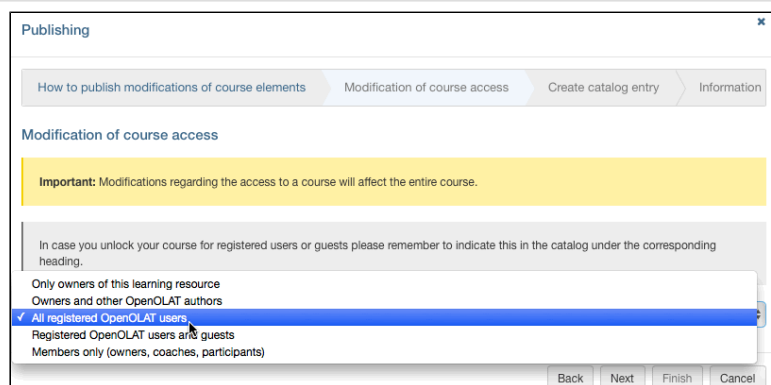 Publishing
How to publish modifications of course elements
Modification of course access
Create catalog entry
Information
Modification of course access
Important: Modifications regarding the access to a course will affect the entire course.
In case you unlock your course for registered users or guests please remember to indicate this in the catalog under the corresponding
heading.
Only owners of this learning resource
Owners and other OpenOLAT authors
✓ All registered OpenOLAT users
Registered OpenOLAT users and guests
Members only (owners, coaches, participants)
Back
Next
Finish
Cancel